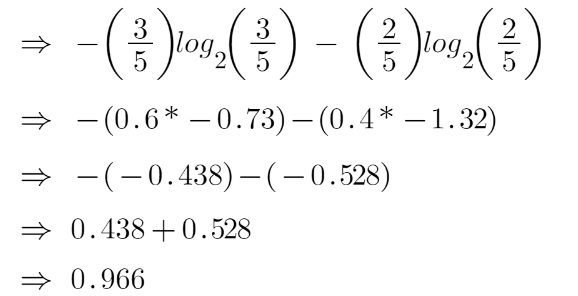 ⇒ −(3/5)log₂(3/5) − (2/5)log₂(2/5)
⇒ −(0.6* −0.73)−(0.4* −1.32)
⇒ −(−0.438)−(−0.528)
⇒ 0.438+0.528
⇒ 0.966